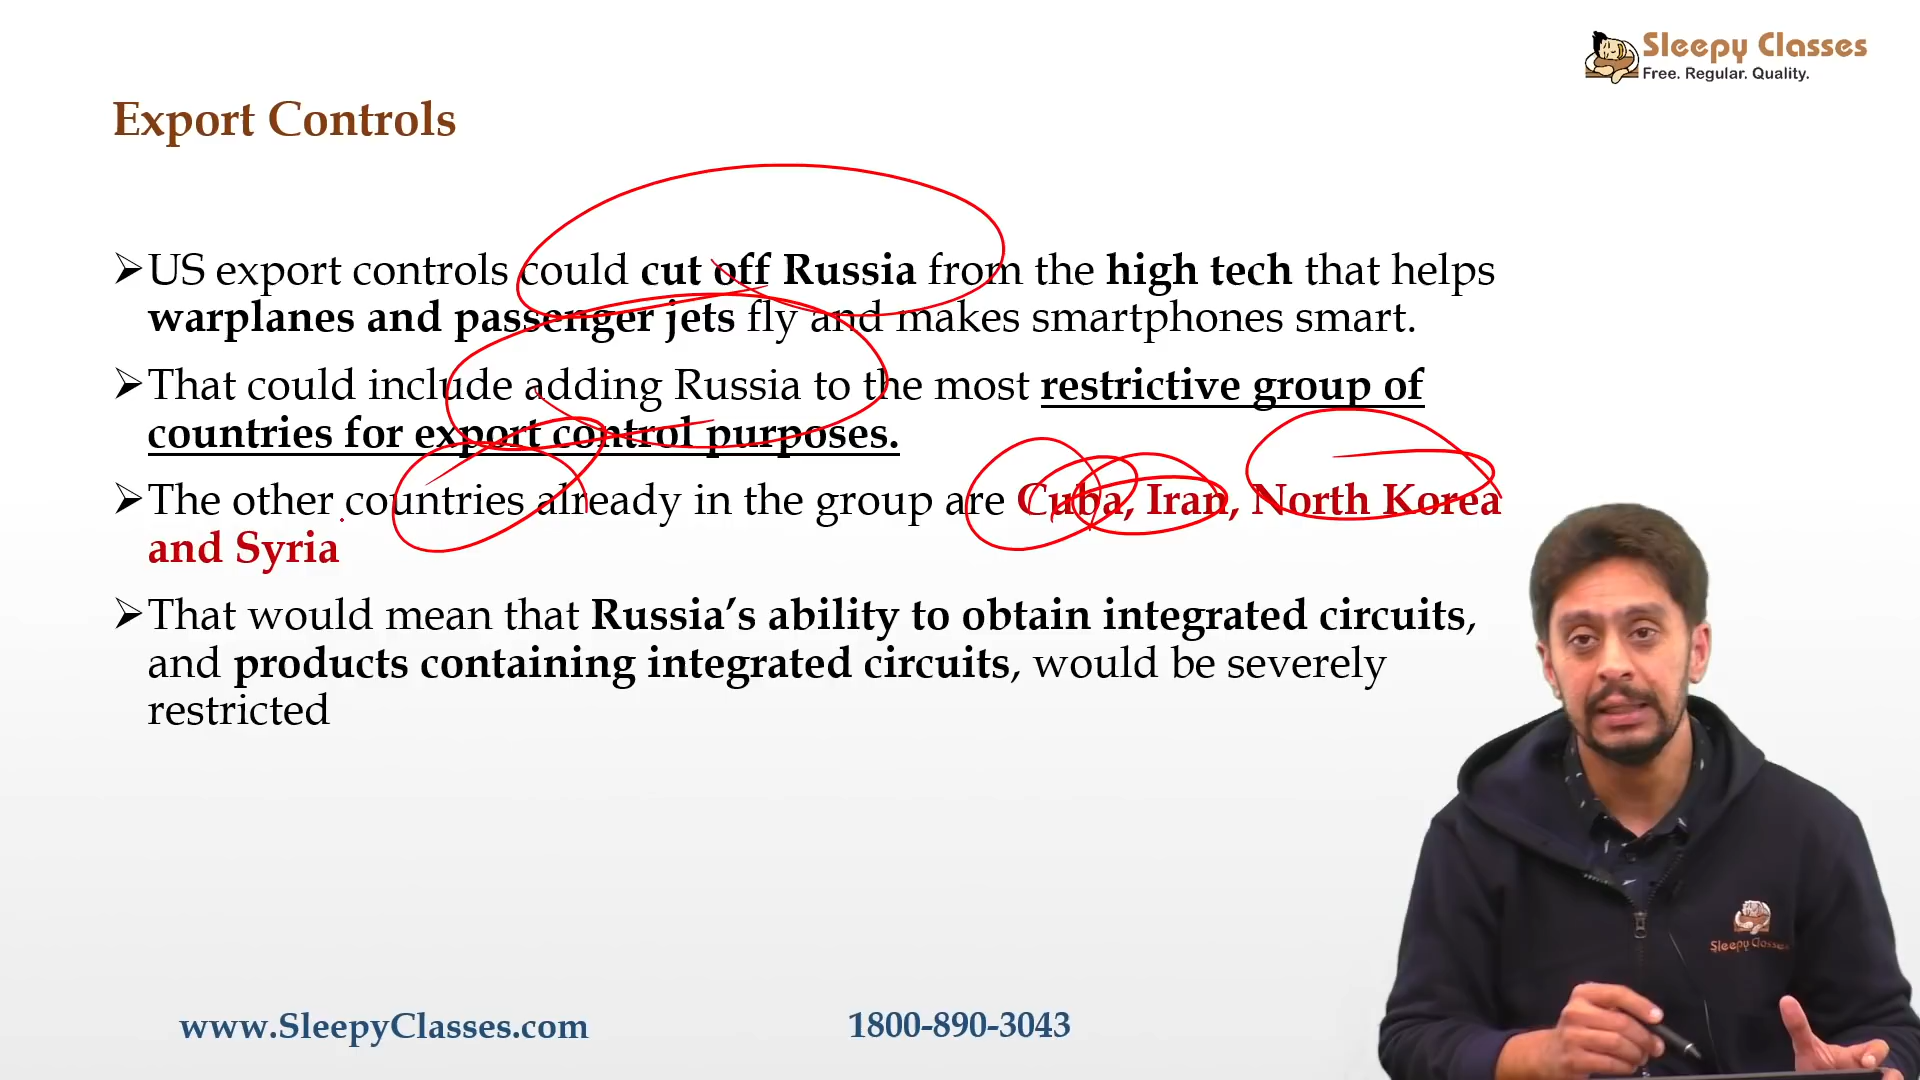 Sleepy Classes
Free. Regular. Quality.
Export Controls
➢US export controls could cut off Russia from the high tech that helps
warplanes and passenger jets fly and makes smartphones smart.
➢That could include adding Russia to the most restrictive group of
countries for export control purposes.
➢The other countries already in the group are Cuba, Iran, North Korea
and Syria
➢That would mean that Russia’s ability to obtain integrated circuits,
and products containing integrated circuits, would be severely
restricted
Sleepy Classes
www.SleepyClasses.com
1800-890-3043